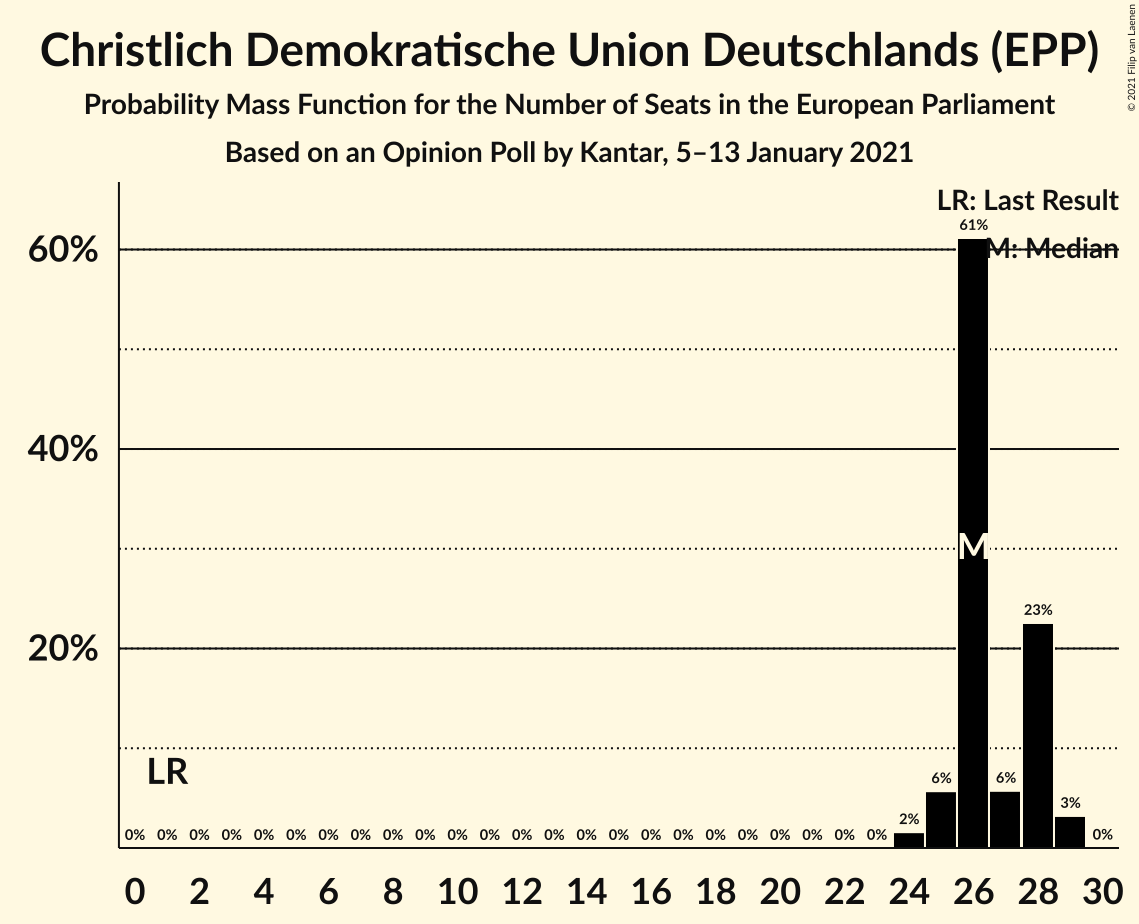 Christlich Demokratische Union Deutschlands (EPP)
Probability Mass Function for the Number of Seats in the European Parliament
Based on an Opinion Poll by Kantar, 5–13 January 2021
© 2021 Filip van Laenen
LR: Last Result
M: Median
61%
60%
40%
M
23%
20%
LR
0% 0% 0% 0% 0% 0% 0% 0% 0% 0% 0% 0% 0% 0% 0% 0% 0% 0% 0% 0% 0% 0% 0% 0% 2% 6% 6% 3% 0%
0 2 4 6 8 10 12 14 16 18 20 22 24 26 28 30